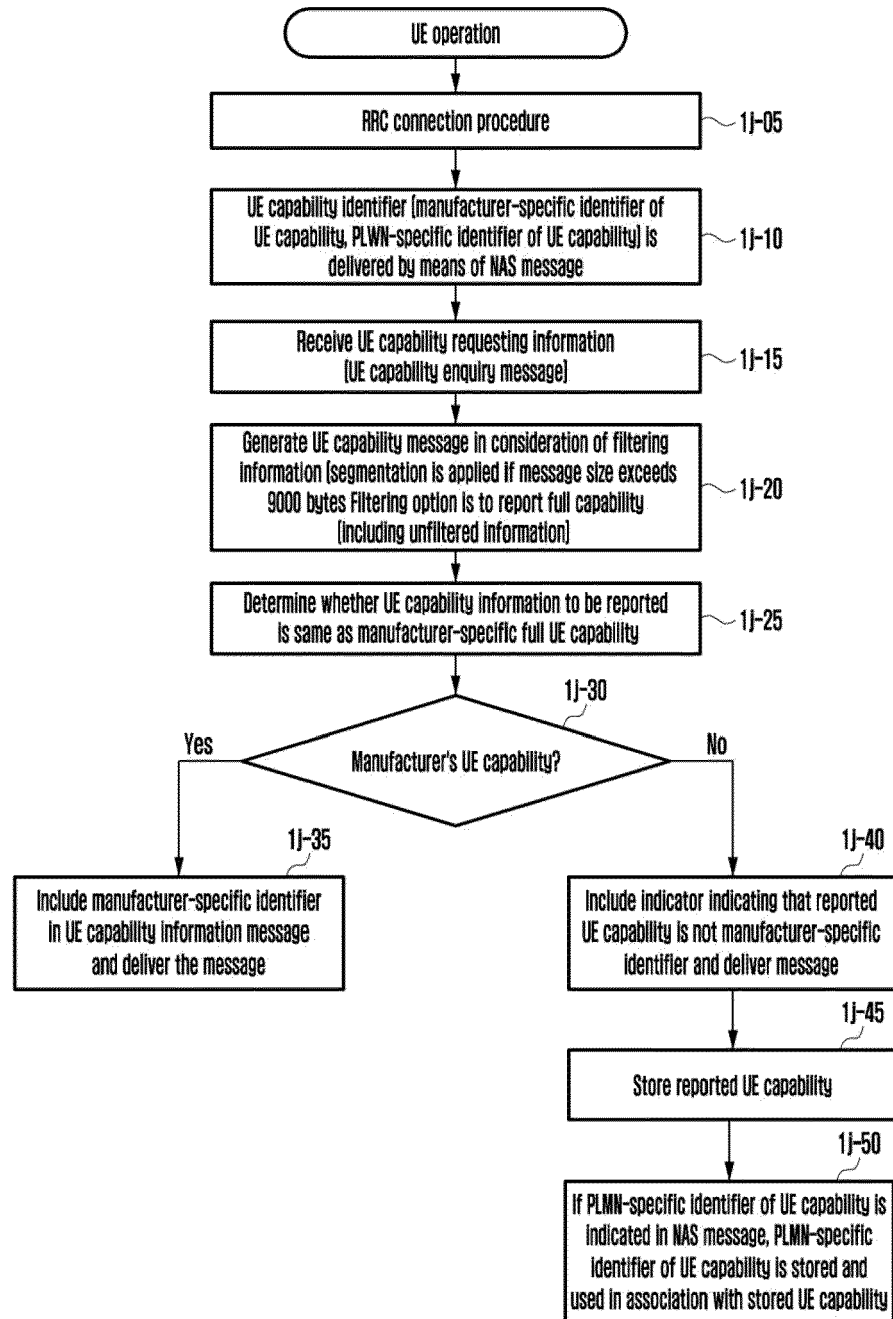 UE operation
RRC connection procedure
1j-05
UE capability identifier (manufacturer-specific identifier of
UE capability, PLWN-specific identifier of UE capability) is
delivered by means of NAS message
1j-10
Receive UE capability requesting information
(UE capability enquiry message)
1j-15
Generate UE capability message in consideration of filtering
information (segmentation is applied if message size exceeds
9000 bytes Filtering option is to report full capability
(including unfiltered information)
1j-20
Determine whether UE capability information to be reported
is same as manufacturer-specific full UE capability
1j-25
1j-30
Yes
Manufacturer's UE capability?
No
1j-35
Include manufacturer-specific identifier
in UE capability information message
and deliver the message
1j-40
Include indicator indicating that reported
UE capability is not manufacturer-specific
identifier and deliver message
1j-45
Store reported UE capability
1j-50
If PLMN-specific identifier of UE capability is
indicated in NAS message, PLMN-specific
identifier of UE capability is stored and
used in association with stored UE capability